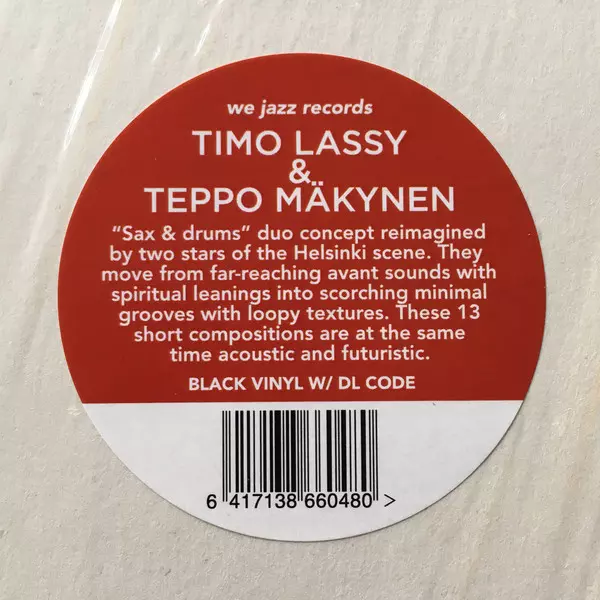 we jazz records
TIMO LASSY
&
TEPPO MÄKYNEN
"Sax & drums" duo concept reimagined
by two stars of the Helsinki scene. They
move from far-reaching avant sounds with
spiritual leanings into scorching minimal
grooves with loopy textures. These 13
short compositions are at the same
time acoustic and futuristic.
BLACK VINYL W/ DL CODE
6 417138 660480 >